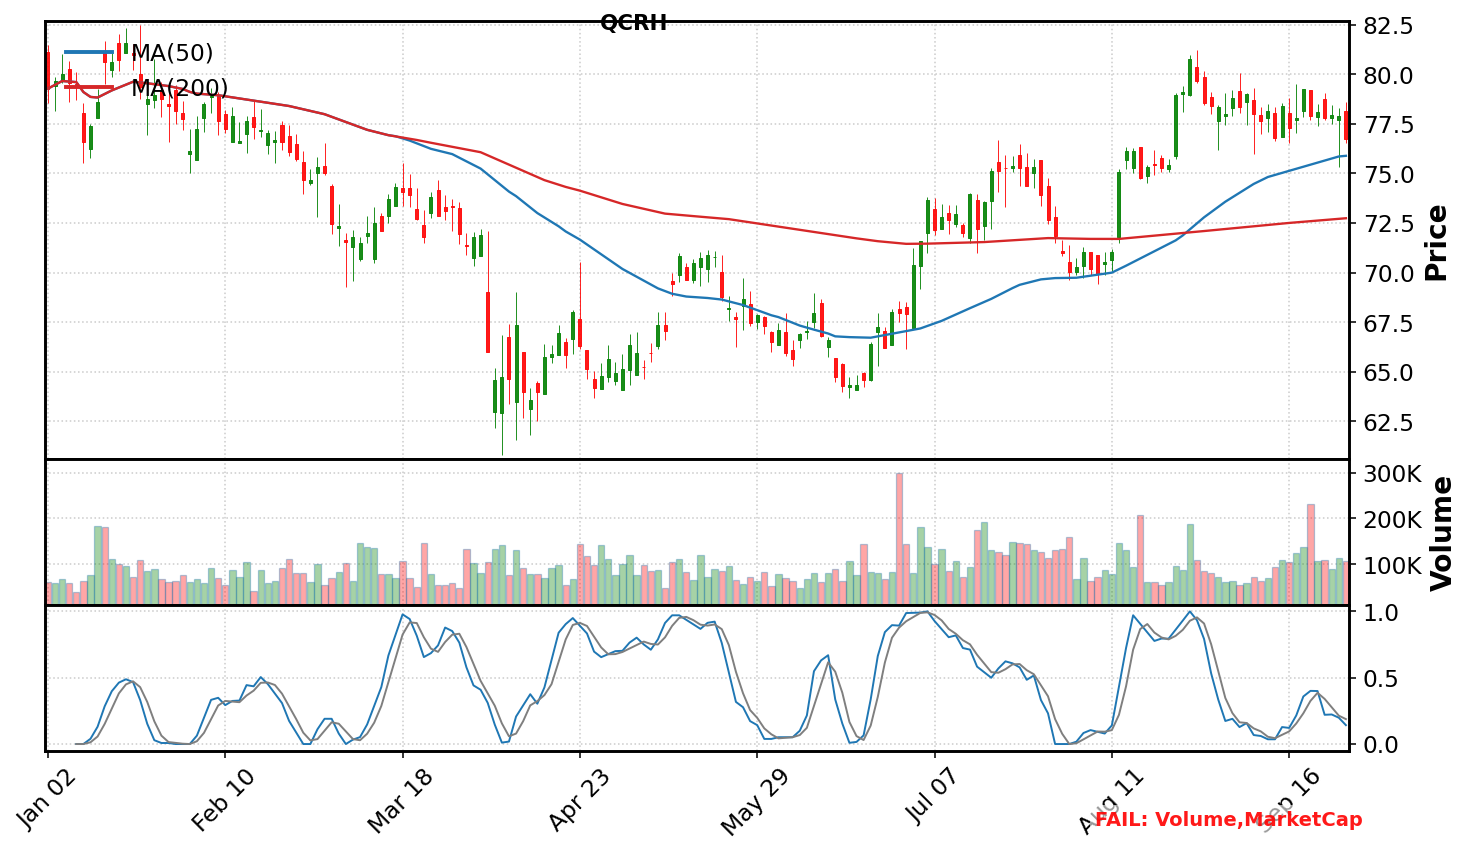 QCRH
MA(50)
MA(200)
82.5
80.0
77.5
75.0
72.5
70.0
67.5
65.0
62.5
Price
300K
200K
100K
Volume
1.0
0.5
0.0
Jan 02
Feb 10
Mar 18
Apr 23
May 29
Jul 07
Aug 11
Sep 16
FAIL: Volume,MarketCap